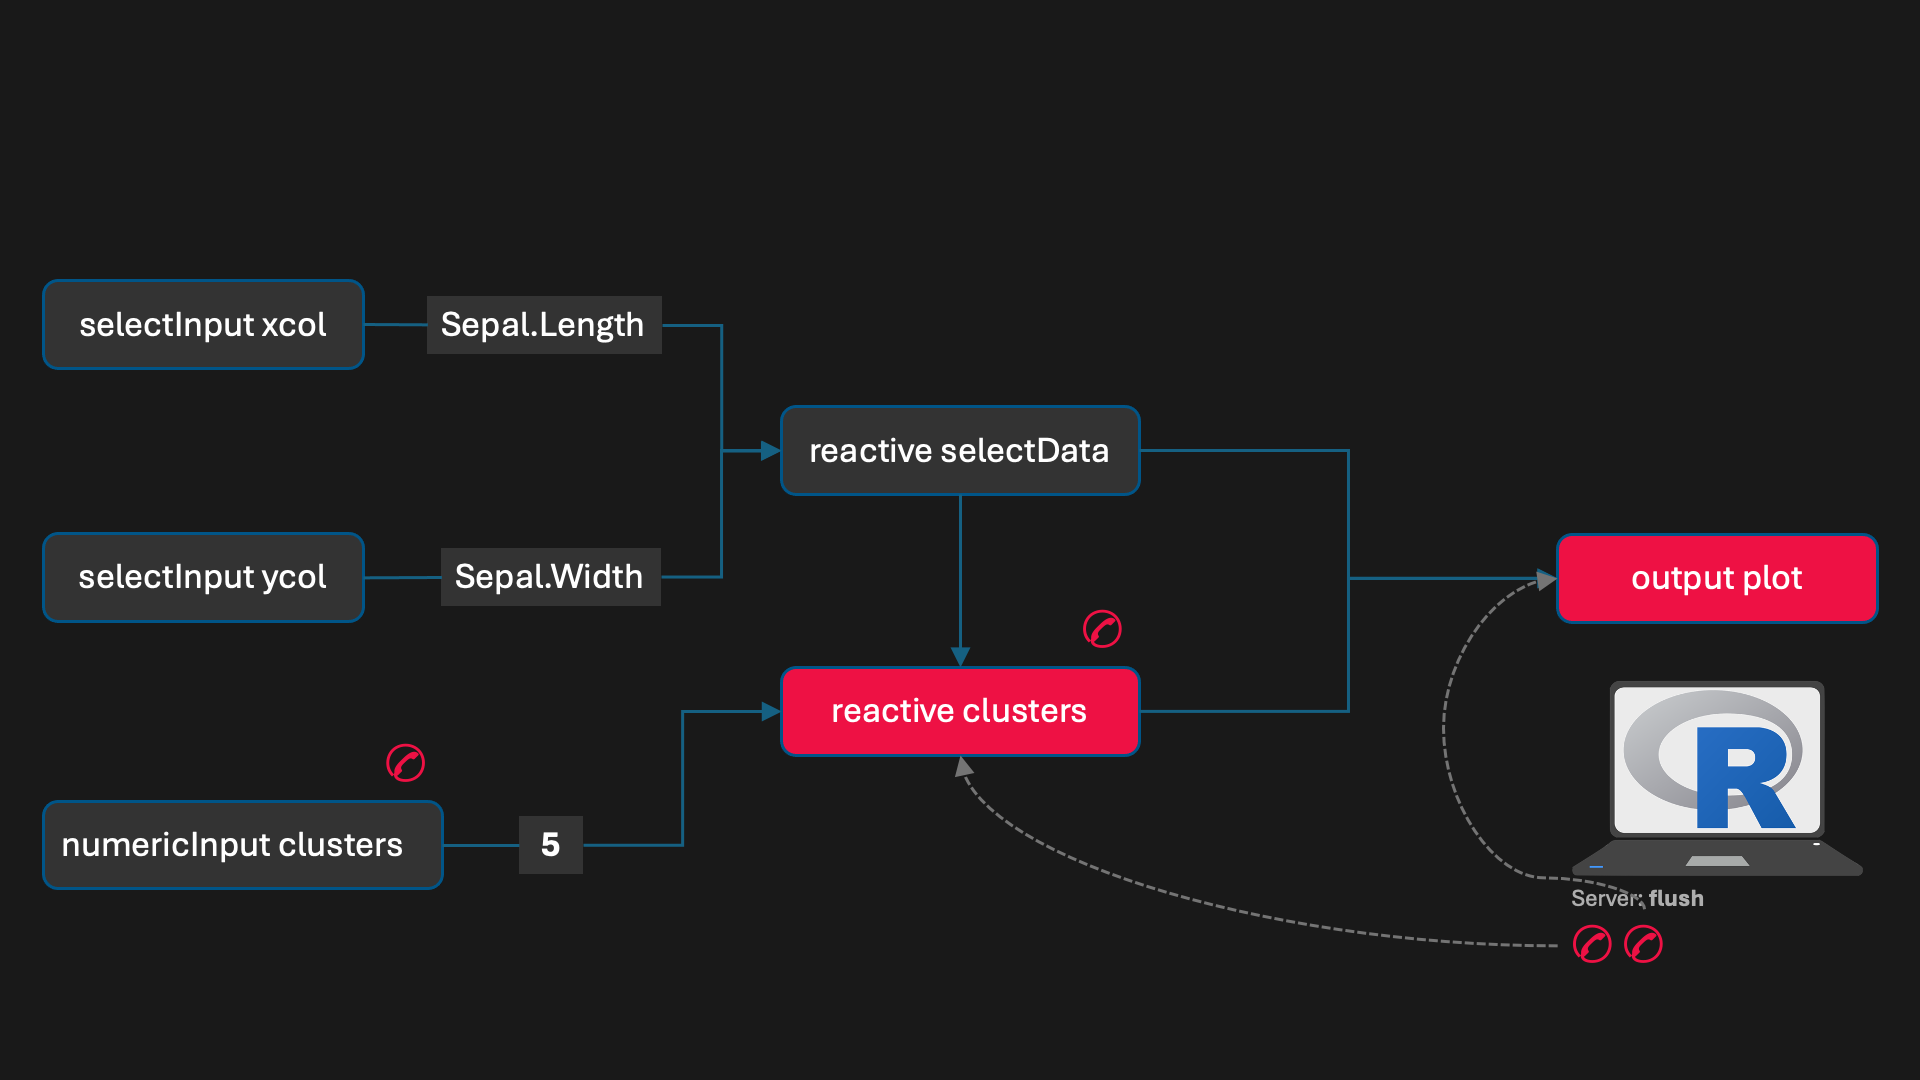 selectInput xcol
Sepal.Length
reactive selectData
selectInput ycol
Sepal.Width
output plot
reactive clusters
R
numericInput clusters
5
Server: flush